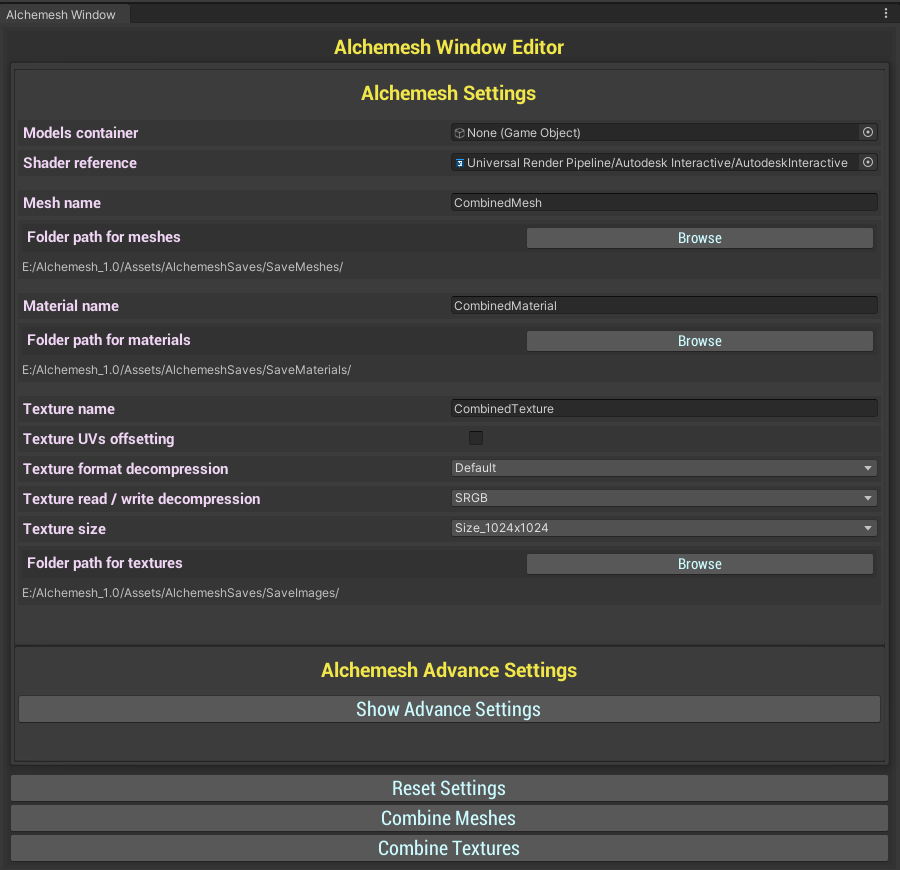 Alchemesh Window
Alchemesh Window Editor
Alchemesh Settings
Models container None (Game Object)
Shader reference Universal Render Pipeline/Autodesk Interactive/AutodeskInteractive
Mesh name CombinedMesh
Folder path for meshes Browse
E:/Alchemesh_1.0/Assets/AlchemeshSaves/SaveMeshes/
Material name CombinedMaterial
Folder path for materials Browse
E:/Alchemesh_1.0/Assets/AlchemeshSaves/SaveMaterials/
Texture name CombinedTexture
Texture UVs offsetting
Texture format decompression Default
Texture read / write decompression SRGB
Texture size Size_1024x1024
Folder path for textures Browse
E:/Alchemesh_1.0/Assets/AlchemeshSaves/SaveImages/
Alchemesh Advance Settings
Show Advance Settings
Reset Settings
Combine Meshes
Combine Textures